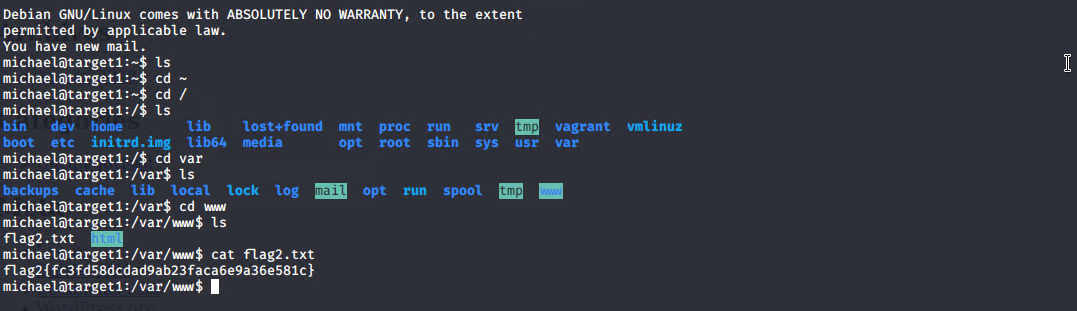 Debian GNU/Linux comes with ABSOLUTELY NO WARRANTY, to the extent
permitted by applicable law.
You have new mail.
michael@target1:~$ ls
michael@target1:~$ cd ~
michael@target1:~$ cd /
michael@target1:/$ ls
bin dev home lib lost+found mnt proc run srv tmp vagrant vmlinuz
boot etc initrd.img lib64 media opt root sbin sys usr var
michael@target1:/$ cd var
michael@target1:/var$ ls
backups cache lib local lock log mail opt run spool tmp www
michael@target1:/var$ cd www
michael@target1:/var/www$ ls
flag2.txt html
michael@target1:/var/www$ cat flag2.txt
flag2{fc3fd58dcdad9ab23faca6e9a36e581c}
michael@target1:/var/www$